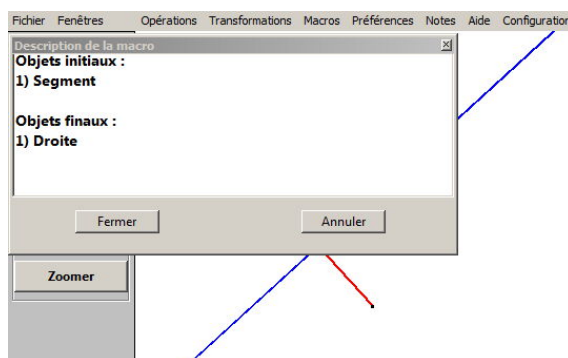 Fichier Fenêtres Opérations Transformations Macros Préférences Notes Aide Configuration
Description de la macro
Objets initiaux :
1) Segment
Objets finaux :
1) Droite
Fermer Annuler
Zoomer